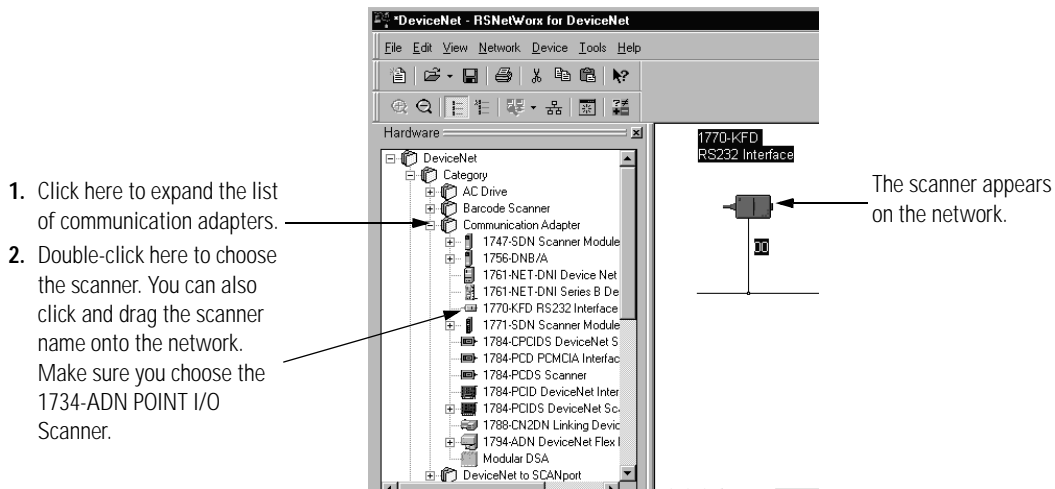 *DeviceNet - RSNetWorx for DeviceNet
File Edit View Network Device Tools Help
Hardware
DeviceNet
Category
AC Drive
Barcode Scanner
Communication Adapter
1747-SDN Scanner Module
1756-DNB/A
1761-NET-DNI Device Net
1761-NET-DNI Series B De
1770-KFD RS232 Interface
1771-SDN Scanner Module
1784-CPCIDS DeviceNet S
1784-PCD PCMCIA Interfac
1784-PCDS Scanner
1784-PCID DeviceNet Inter
1784-PCIDS DeviceNet Sc
1788-CN2DN Linking Devic
1794-ADN DeviceNet Flex I
Modular DSA
DeviceNet to SCANport
1770-KFD
RS232 Interface
00
1. Click here to expand the list
of communication adapters.
2. Double-click here to choose
the scanner. You can also
click and drag the scanner
name onto the network.
Make sure you choose the
1734-ADN POINT I/O
Scanner.
The scanner appears
on the network.